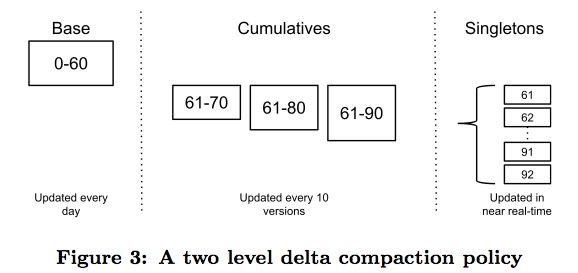 Base
Cumulatives
Singletons
0-60
61-70
61-80
61-90
61
62
91
92
Updated every
day
Updated every 10
versions
Updated in
near real-time
Figure 3: A two level delta compaction policy